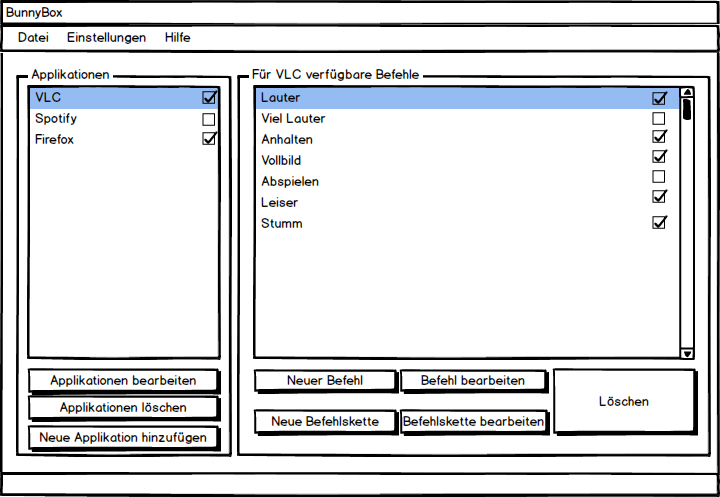 BunnyBox
Datei Einstellungen Hilfe
Applikationen
VLC
Spotify
Firefox
Applikationen bearbeiten
Applikationen löschen
Neue Applikation hinzufügen
Für VLC verfügbare Befehle
Lauter
Viel Lauter
Anhalten
Vollbild
Abspielen
Leiser
Stumm
Neuer Befehl
Befehl bearbeiten
Neue Befehlskette
Befehlskette bearbeiten
Löschen